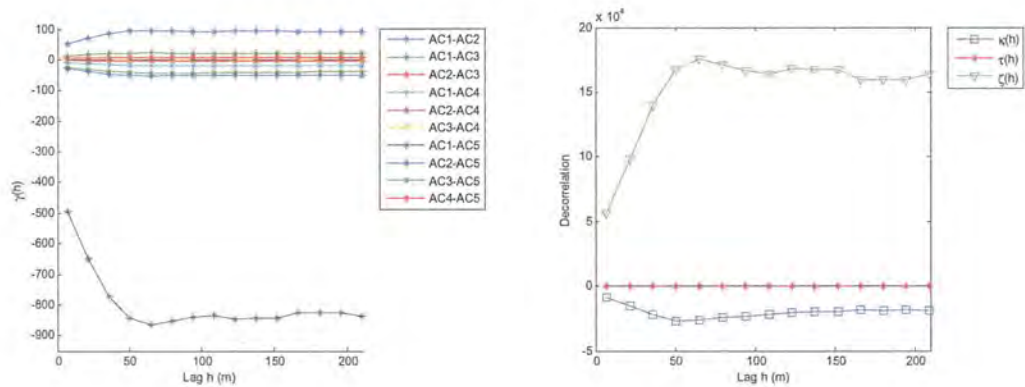 100
0
-100
-200
-300
-400
-500
-600
-700
-800
-900
γ(h)
0
50
100
150
200
Lag h (m)
AC1-AC2
AC1-AC3
AC2-AC3
AC1-AC4
AC2-AC4
AC3-AC4
AC1-AC5
AC2-AC5
AC3-AC5
AC4-AC5
x 10⁴
20
15
10
5
0
-5
Decorrelation
0
50
100
150
200
Lag h (m)
κ(h)
τ(h)
ζ(h)